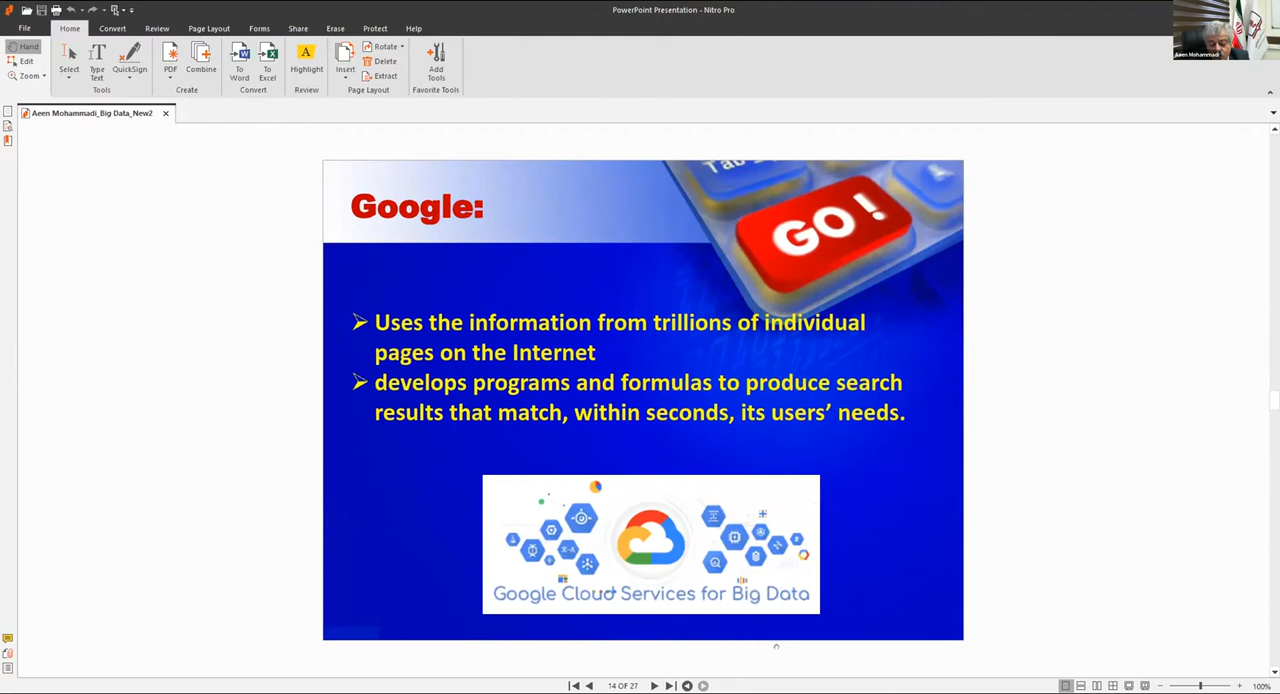 PowerPoint Presentation - Nitro Pro
File Home Convert Review Page Layout Forms Share Erase Protect Help
Hand
Edit
Zoom
Select
Type Text
QuickSign
Tools
PDF
Combine
Create
To Word
To Excel
Convert
Highlight
Review
Insert
Rotate
Delete
Extract
Page Layout
Add Tools
Favorite Tools
Aeen Mohammadi
Aeen Mohammadi_Big Data_New2
Google:
GO !
➢ Uses the information from trillions of individual
pages on the Internet
➢ develops programs and formulas to produce search
results that match, within seconds, its users’ needs.
Google Cloud Services for Big Data
14 OF 27
100%